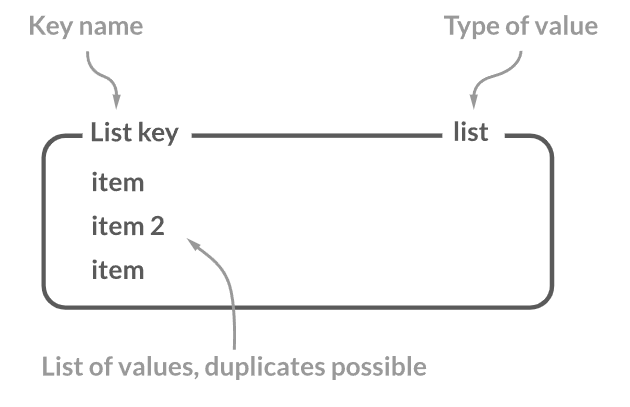 Key name
Type of value
List key
list
item
item 2
item
List of values, duplicates possible